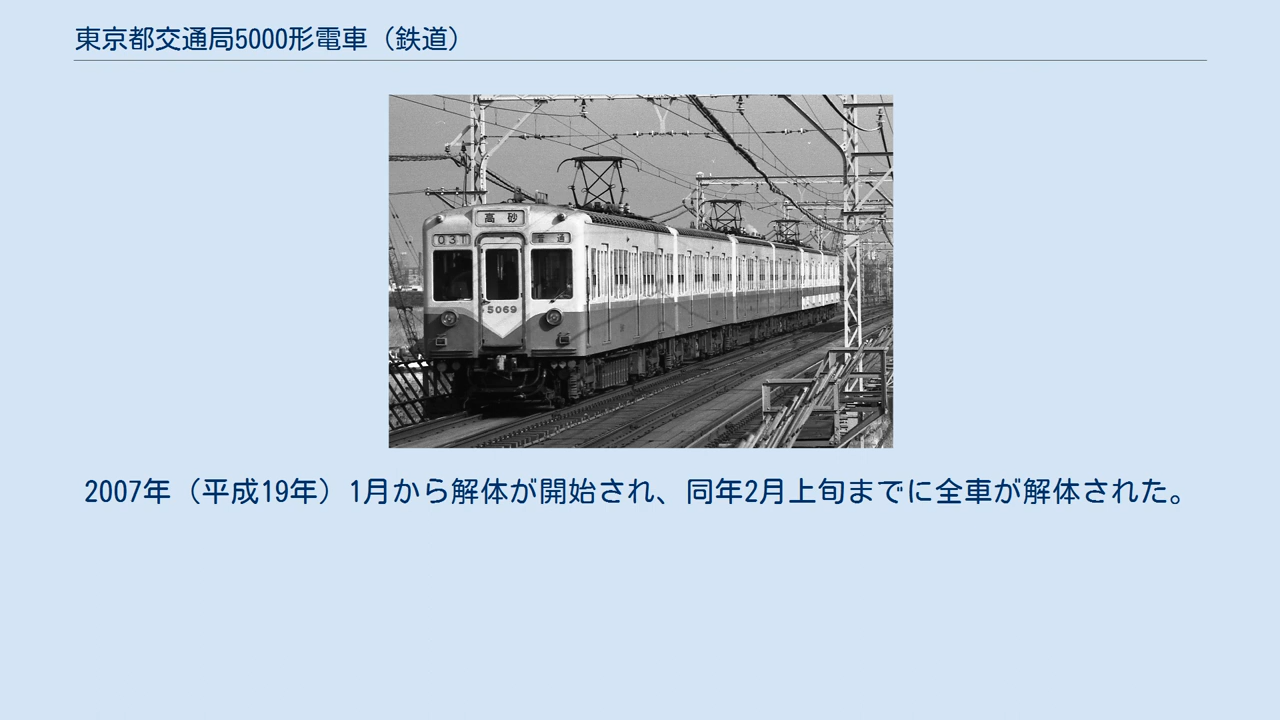 東京都交通局5000形電車（鉄道）
高砂
031
普通
5069
2007年（平成19年）1月から解体が開始され、同年2月上旬までに全車が解体された。